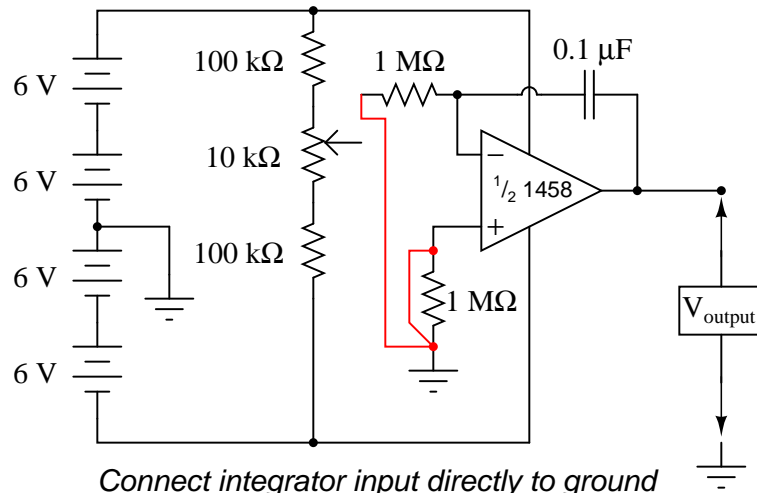 0.1 μF
100 kΩ
1 MΩ
6 V
10 kΩ
−
6 V
½ 1458
+
100 kΩ
6 V
1 MΩ
V output
6 V
Connect integrator input directly to ground